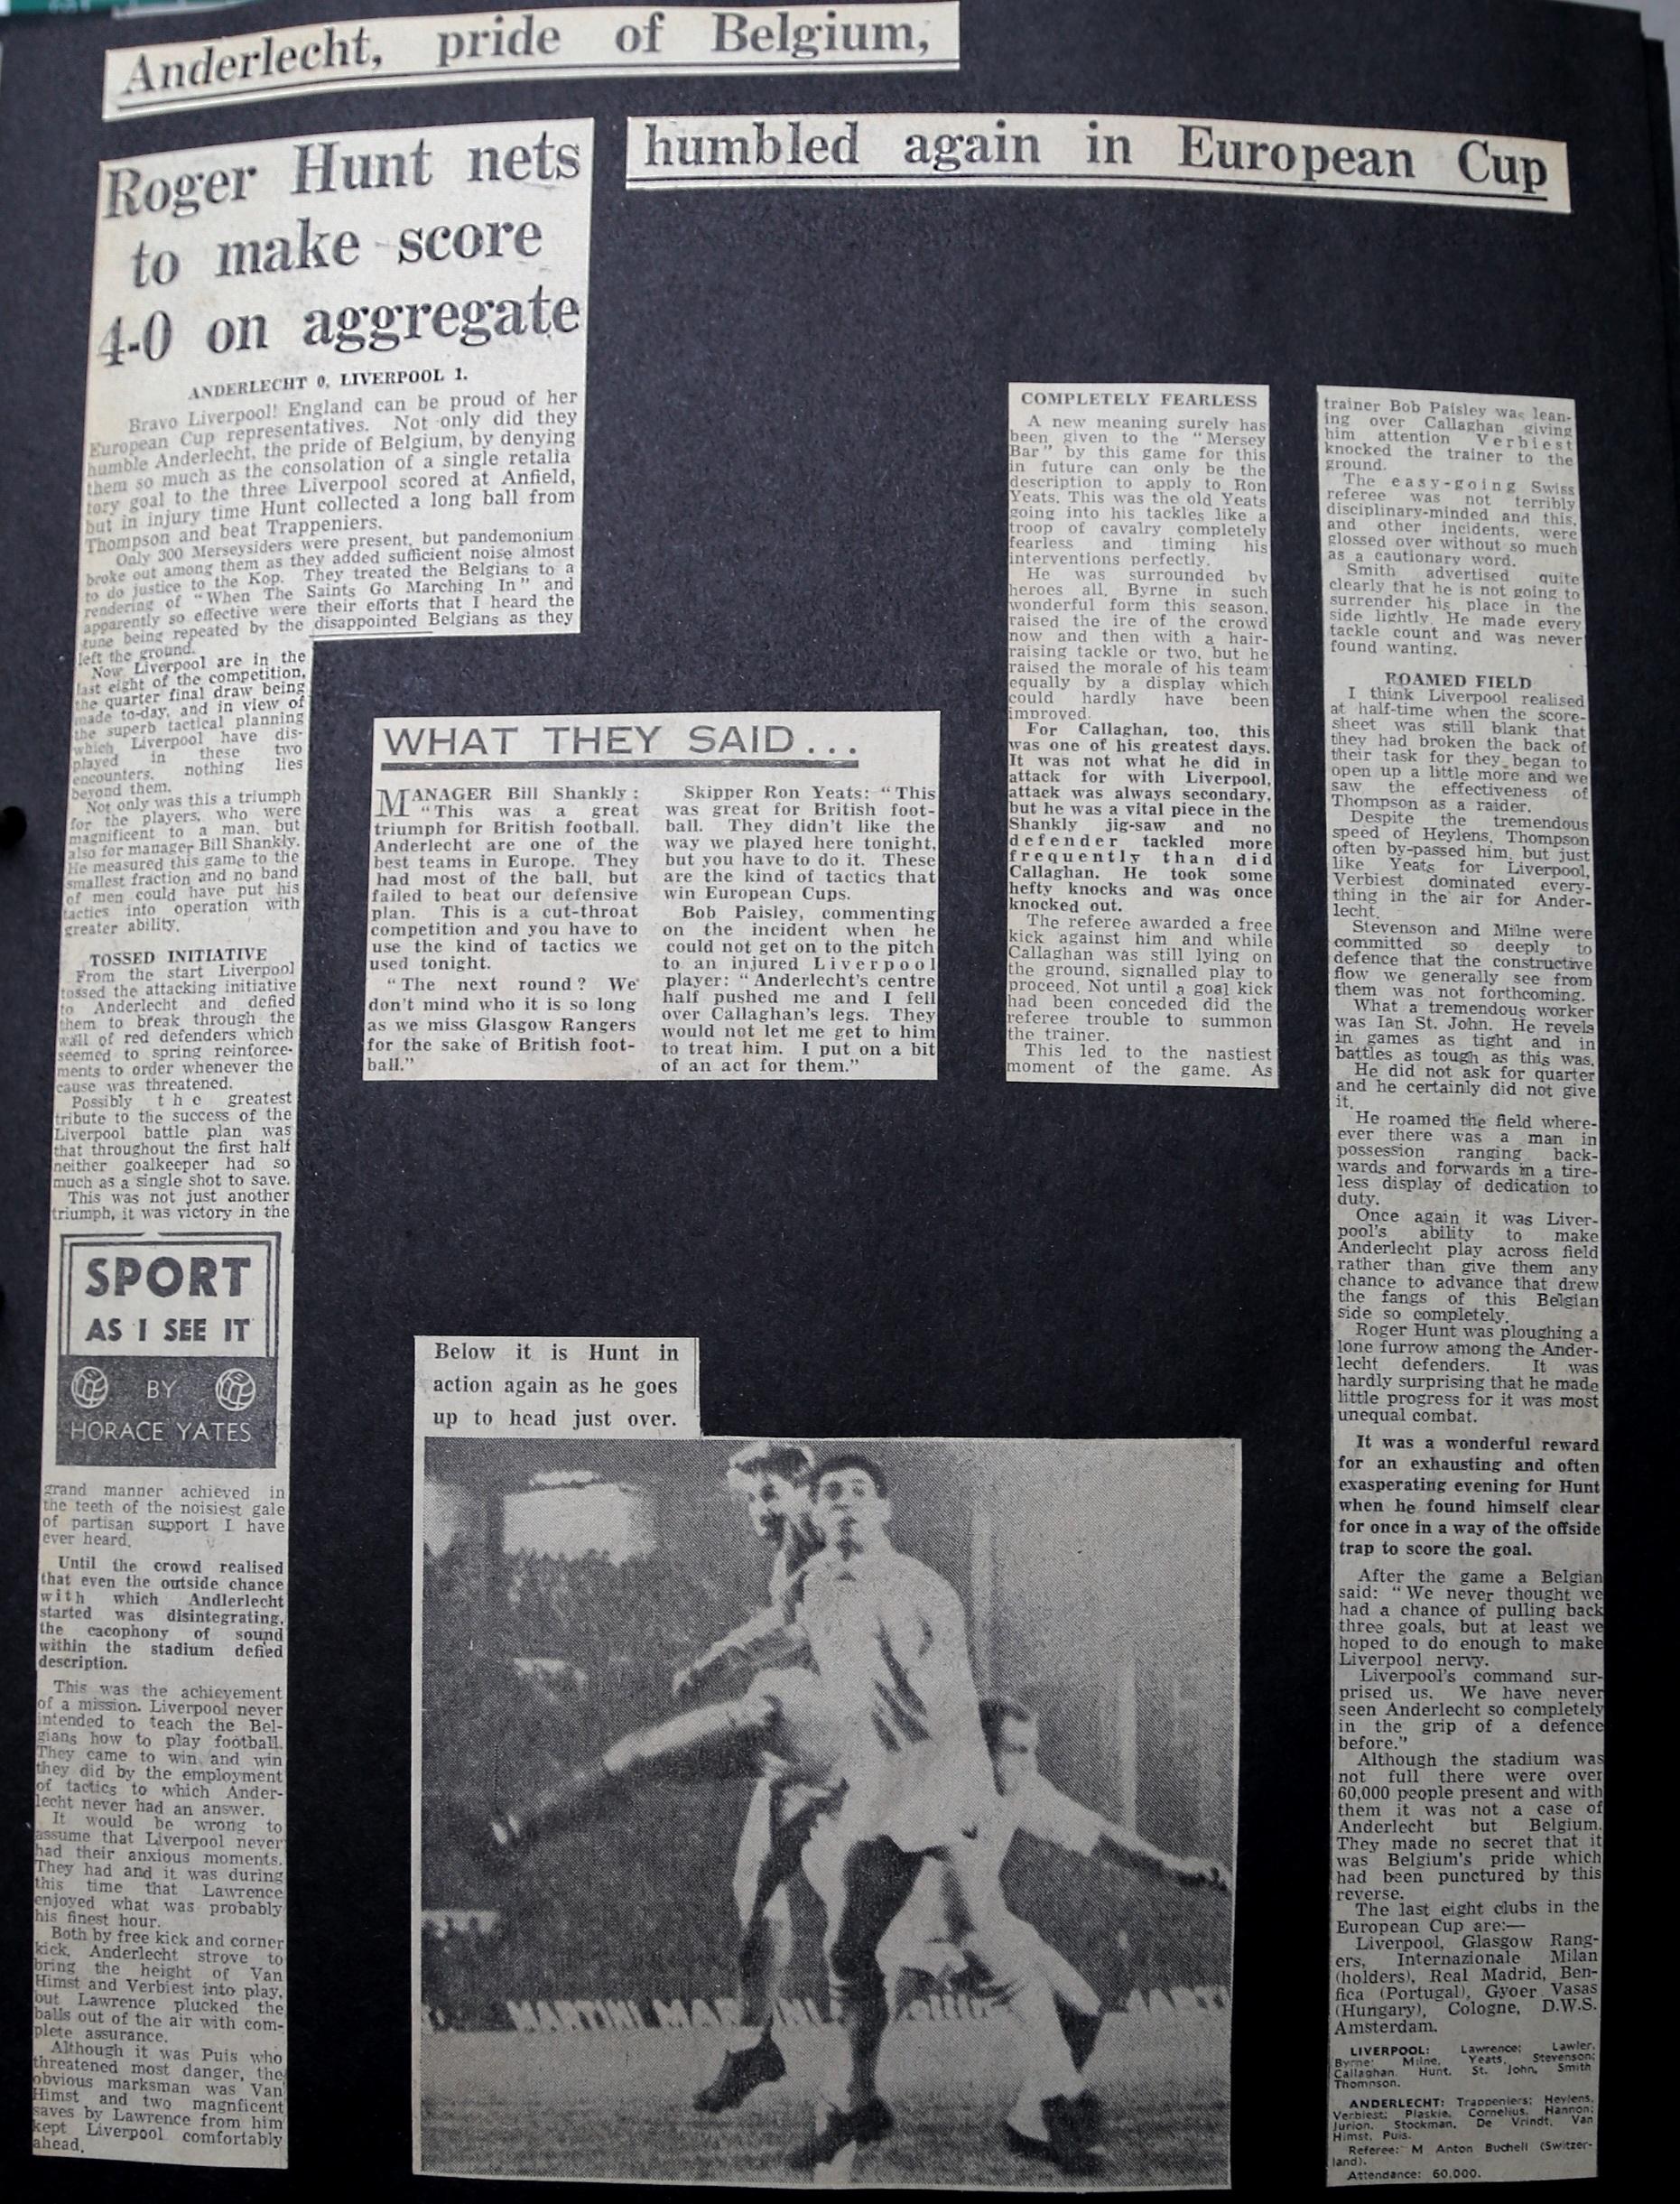 Anderlecht, pride of Belgium,
humbled again in European Cup
Roger Hunt nets
to make score
4-0 on aggregate
ANDERLECHT 0, LIVERPOOL 1.
Bravo Liverpool! England can be proud of her
European Cup representatives. Not only did they
humble Anderlecht, the pride of Belgium, by denying
them so much as the consolation of a single retalia
tory goal to the three Liverpool scored at Anfield,
but in injury time Hunt collected a long ball from
Thompson and beat Trappeniers.
Only 300 Merseysiders were present, but pandemonium
broke out among them as they added sufficient noise almost
to do justice to the Kop. They treated the Belgians to a
rendering of "When The Saints Go Marching In" and
apparently so effective were their efforts that I heard the
tune being repeated by the disappointed Belgians as they
left the ground.
Now Liverpool are in the
last eight of the competition,
the quarter final draw being
made to-day, and in view of
the superb tactical planning
which Liverpool have dis-
played in these two
encounters, nothing lies
beyond them.
Not only was this a triumph
for the players, who were
magnificent to a man, but
also for manager Bill Shankly.
He measured this game to the
smallest fraction and no band
of men could have put his
tactics into operation with
greater ability.
TOSSED INITIATIVE
From the start Liverpool
tossed the attacking initiative
to Anderlecht and defied
them to break through the
wall of red defenders which
seemed to spring reinforce-
ments to order whenever the
cause was threatened.
Possibly the greatest
tribute to the success of the
Liverpool battle plan was
that throughout the first half
neither goalkeeper had so
much as a single shot to save.
This was not just another
triumph, it was victory in the
SPORT
AS I SEE IT
BY
HORACE YATES
grand manner achieved in
the teeth of the noisiest gale
of partisan support I have
ever heard.
Until the crowd realised
that even the outside chance
with which Andlerlecht
started was disintegrating,
the cacophony of sound
within the stadium defied
description.
This was the achievement
of a mission. Liverpool never
intended to teach the Bel-
gians how to play football.
They came to win and win
they did by the employment
of tactics to which Ander-
lecht never had an answer.
It would be wrong to
assume that Liverpool never
had their anxious moments.
They had and it was during
this time that Lawrence
enjoyed what was probably
his finest hour.
Both by free kick and corner
kick, Anderlecht strove to
bring the height of Van
Himst and Verbiest into play,
but Lawrence plucked the
balls out of the air with com-
plete assurance.
Although it was Puis who
threatened most danger, the
obvious marksman was Van
Himst and two magnficent
saves by Lawrence from him
kept Liverpool comfortably
ahead.
WHAT THEY SAID...
MANAGER Bill Shankly:
"This was a great
triumph for British football.
Anderlecht are one of the
best teams in Europe. They
had most of the ball, but
failed to beat our defensive
plan. This is a cut-throat
competition and you have to
use the kind of tactics we
used tonight.
"The next round? We
don't mind who it is so long
as we miss Glasgow Rangers
for the sake of British foot-
ball."
Skipper Ron Yeats: "This
was great for British foot-
ball. They didn't like the
way we played here tonight,
but you have to do it. These
are the kind of tactics that
win European Cups.
Bob Paisley, commenting
on the incident when he
could not get on to the pitch
to an injured Liverpool
player: "Anderlecht's centre
half pushed me and I fell
over Callaghan's legs. They
would not let me get to him
to treat him. I put on a bit
of an act for them."
Below it is Hunt in
action again as he goes
up to head just over.
MARTINI
COMPLETELY FEARLESS
A new meaning surely has
been given to the "Mersey
Bar" by this game for this
in future can only be the
description to apply to Ron
Yeats. This was the old Yeats
going into his tackles like a
troop of cavalry completely
fearless and timing his
interventions perfectly.
He was surrounded by
heroes all. Byrne in such
wonderful form this season,
raised the ire of the crowd
now and then with a hair-
raising tackle or two, but he
raised the morale of his team
equally by a display which
could hardly have been
improved.
For Callaghan, too, this
was one of his greatest days.
It was not what he did in
attack for with Liverpool,
attack was always secondary,
but he was a vital piece in the
Shankly jig-saw and no
defender tackled more
frequently than did
Callaghan. He took some
hefty knocks and was once
knocked out.
The referee awarded a free
kick against him and while
Callaghan was still lying on
the ground, signalled play to
proceed. Not until a goal kick
had been conceded did the
referee trouble to summon
the trainer.
This led to the nastiest
moment of the game. As
trainer Bob Paisley was lean-
ing over Callaghan giving
him attention Verbiest
knocked the trainer to the
ground.
The easy-going Swiss
referee was not terribly
disciplinary-minded and this,
and other incidents, were
glossed over without so much
as a cautionary word.
Smith advertised quite
clearly that he is not going to
surrender his place in the
side lightly. He made every
tackle count and was never
found wanting.
ROAMED FIELD
I think Liverpool realised
at half-time when the score-
sheet was still blank that
they had broken the back of
their task for they began to
open up a little more and we
saw the effectiveness of
Thompson as a raider.
Despite the tremendous
speed of Heylens, Thompson
often by-passed him, but just
like Yeats for Liverpool,
Verbiest dominated every-
thing in the air for Ander-
lecht.
Stevenson and Milne were
committed so deeply to
defence that the constructive
flow we generally see from
them was not forthcoming.
What a tremendous worker
was Ian St. John. He revels
in games as tight and in
battles as tough as this was.
He did not ask for quarter
and he certainly did not give
it.
He roamed the field where-
ever there was a man in
possession ranging back-
wards and forwards in a tire-
less display of dedication to
duty.
Once again it was Liver-
pool's ability to make
Anderlecht play across field
rather than give them any
chance to advance that drew
the fangs of this Belgian
side so completely.
Roger Hunt was ploughing a
lone furrow among the Ander-
lecht defenders. It was
hardly surprising that he made
little progress for it was most
unequal combat.
It was a wonderful reward
for an exhausting and often
exasperating evening for Hunt
when he found himself clear
for once in a way of the offside
trap to score the goal.
After the game a Belgian
said: "We never thought we
had a chance of pulling back
three goals, but at least we
hoped to do enough to make
Liverpool nervy.
Liverpool's command sur-
prised us. We have never
seen Anderlecht so completely
in the grip of a defence
before."
Although the stadium was
not full there were over
60,000 people present and with
them it was not a case of
Anderlecht but Belgium.
They made no secret that it
was Belgium's pride which
had been punctured by this
reverse.
The last eight clubs in the
European Cup are:—
Liverpool, Glasgow Rang-
ers, Internazionale Milan
(holders), Real Madrid, Ben-
fica (Portugal), Gyoer Vasas
(Hungary), Cologne, D.W.S.
Amsterdam.
LIVERPOOL: Lawrence; Lawler,
Byrne; Milne, Yeats, Stevenson;
Callaghan, Hunt, St. John, Smith
Thompson.
ANDERLECHT: Trappeniers; Heylens,
Verbiest; Plaskie, Cornelius, Hannon;
Jurion, Stockman, De Vrindt, Van
Himst, Puis.
Referee: M Anton Buchell (Switzer-
land).
Attendance: 60,000.